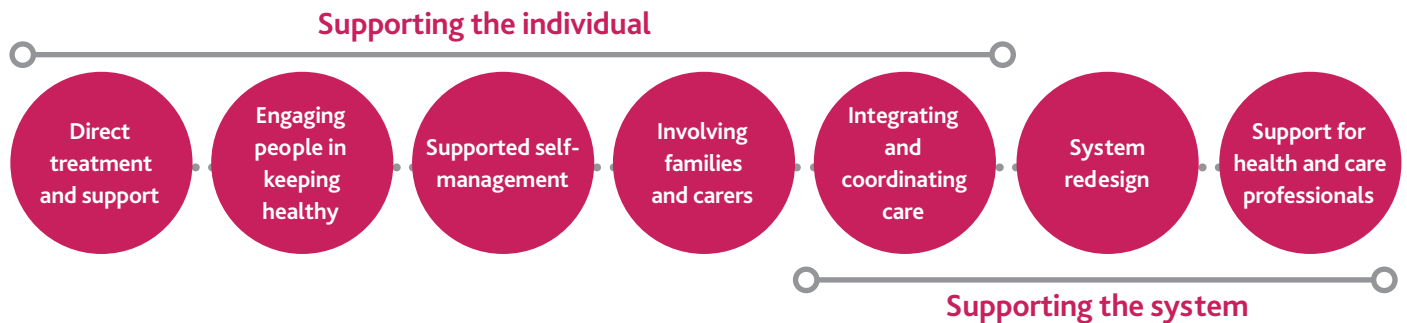 Supporting the individual
Direct
treatment
and support
Engaging
people in
keeping
healthy
Supported self-
management
Involving
families
and carers
Integrating
and
coordinating
care
System
redesign
Support for
health and care
professionals
Supporting the system